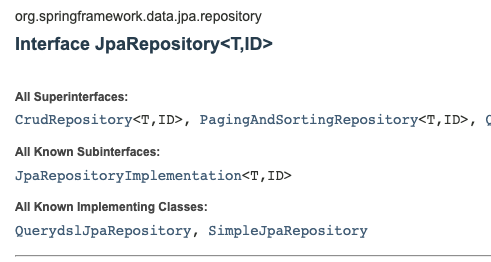 org.springframework.data.jpa.repository
Interface JpaRepository<T,ID>
All Superinterfaces:
CrudRepository<T,ID>, PagingAndSortingRepository<T,ID>,
All Known Subinterfaces:
JpaRepositoryImplementation<T,ID>
All Known Implementing Classes:
QuerydslJpaRepository, SimpleJpaRepository